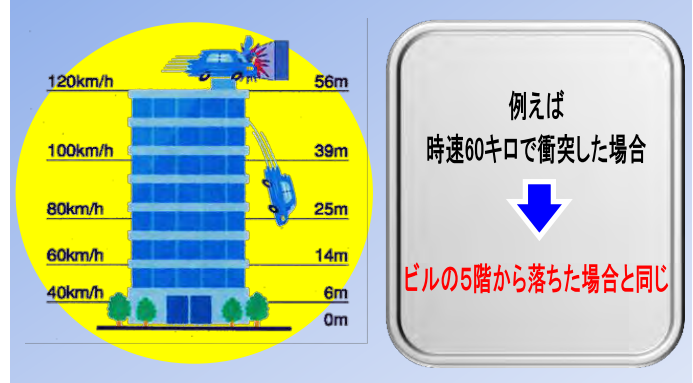 120km/h 56m
100km/h 39m
80km/h 25m
60km/h 14m
40km/h 6m
0m
例えば
時速60キロで衝突した場合
ビルの5階から落ちた場合と同じ